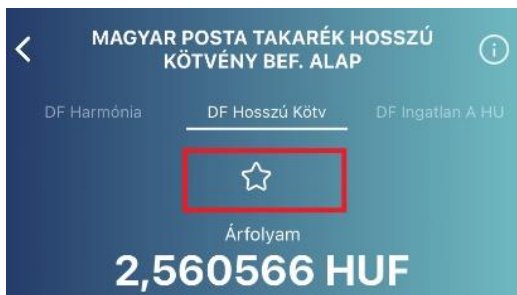 MAGYAR POSTA TAKARÉK HOSSZÚ
KÖTVÉNY BEF. ALAP
DF Harmónia DF Hosszú Kötv DF Ingatlan A HU
Árfolyam
2,560566 HUF